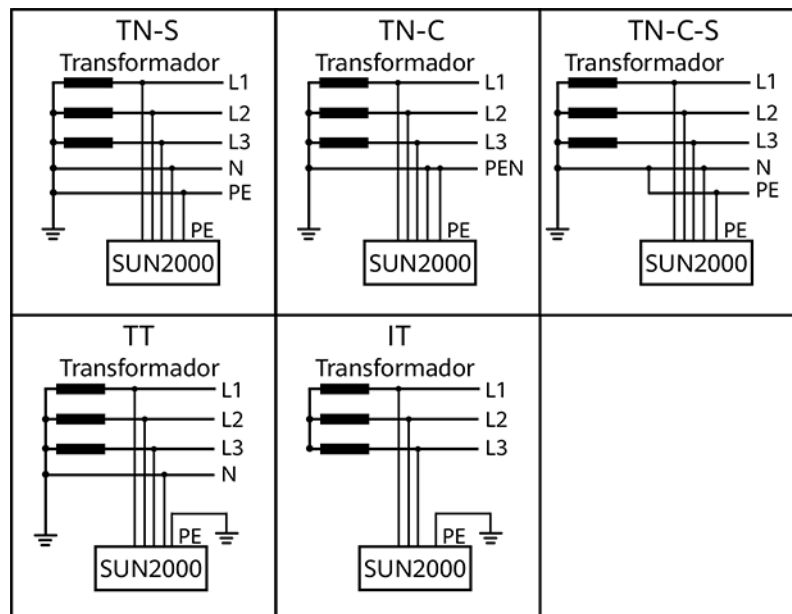 TN-S
Transformador
L1
L2
L3
N
PE
PE
SUN2000
TN-C
Transformador
L1
L2
L3
PEN
PE
SUN2000
TN-C-S
Transformador
L1
L2
L3
N
PE
PE
SUN2000
TT
Transformador
L1
L2
L3
N
PE
SUN2000
IT
Transformador
L1
L2
L3
PE
SUN2000